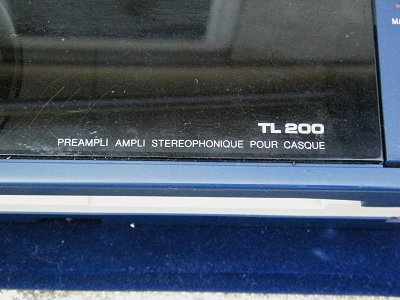 TL 200
PREAMPLI AMPLI STEREOPHONIQUE POUR CASQUE